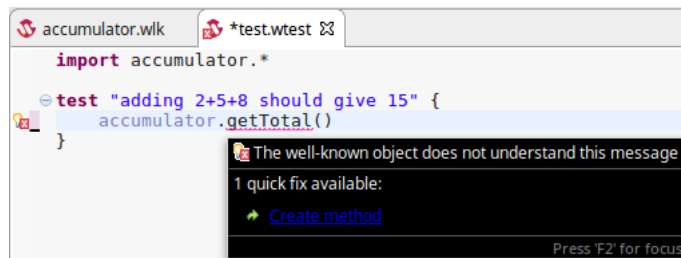 accumulator.wlk
*test.wtest
import accumulator.*
test "adding 2+5+8 should give 15" {
accumulator.getTotal()
}
The well-known object does not understand this message
1 quick fix available:
Create method
Press 'F2' for focus